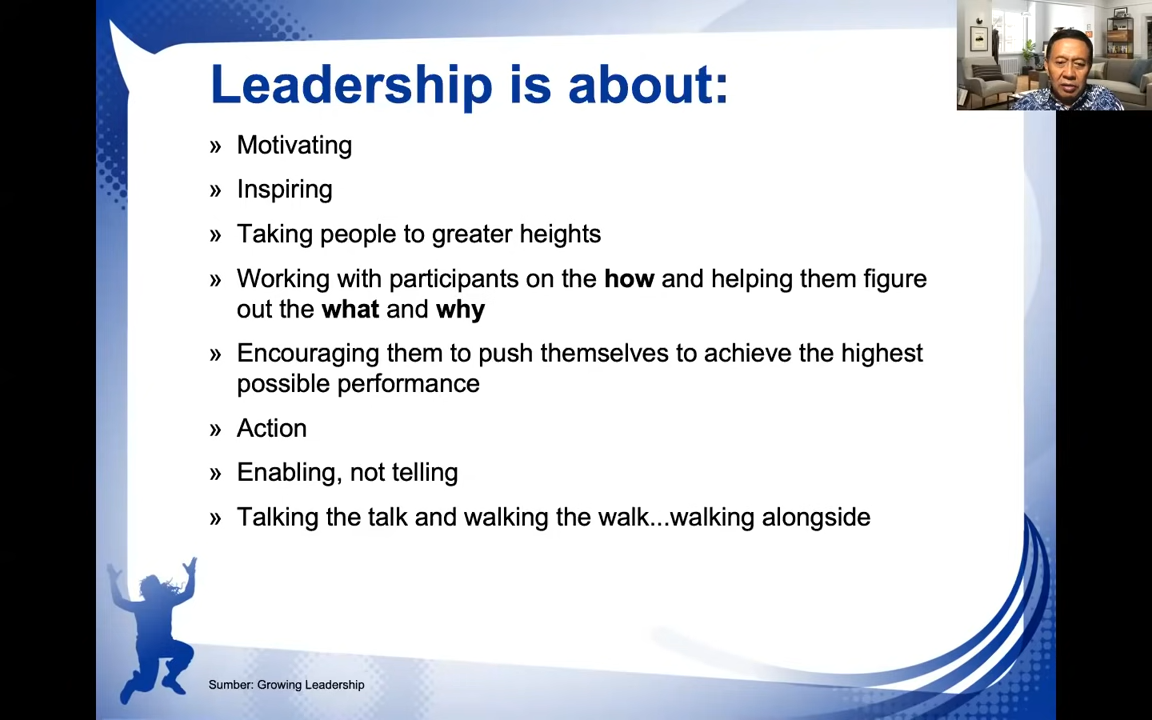 Leadership is about:
» Motivating
» Inspiring
» Taking people to greater heights
» Working with participants on the how and helping them figure
out the what and why
» Encouraging them to push themselves to achieve the highest
possible performance
» Action
» Enabling, not telling
» Talking the talk and walking the walk...walking alongside
Sumber: Growing Leadership